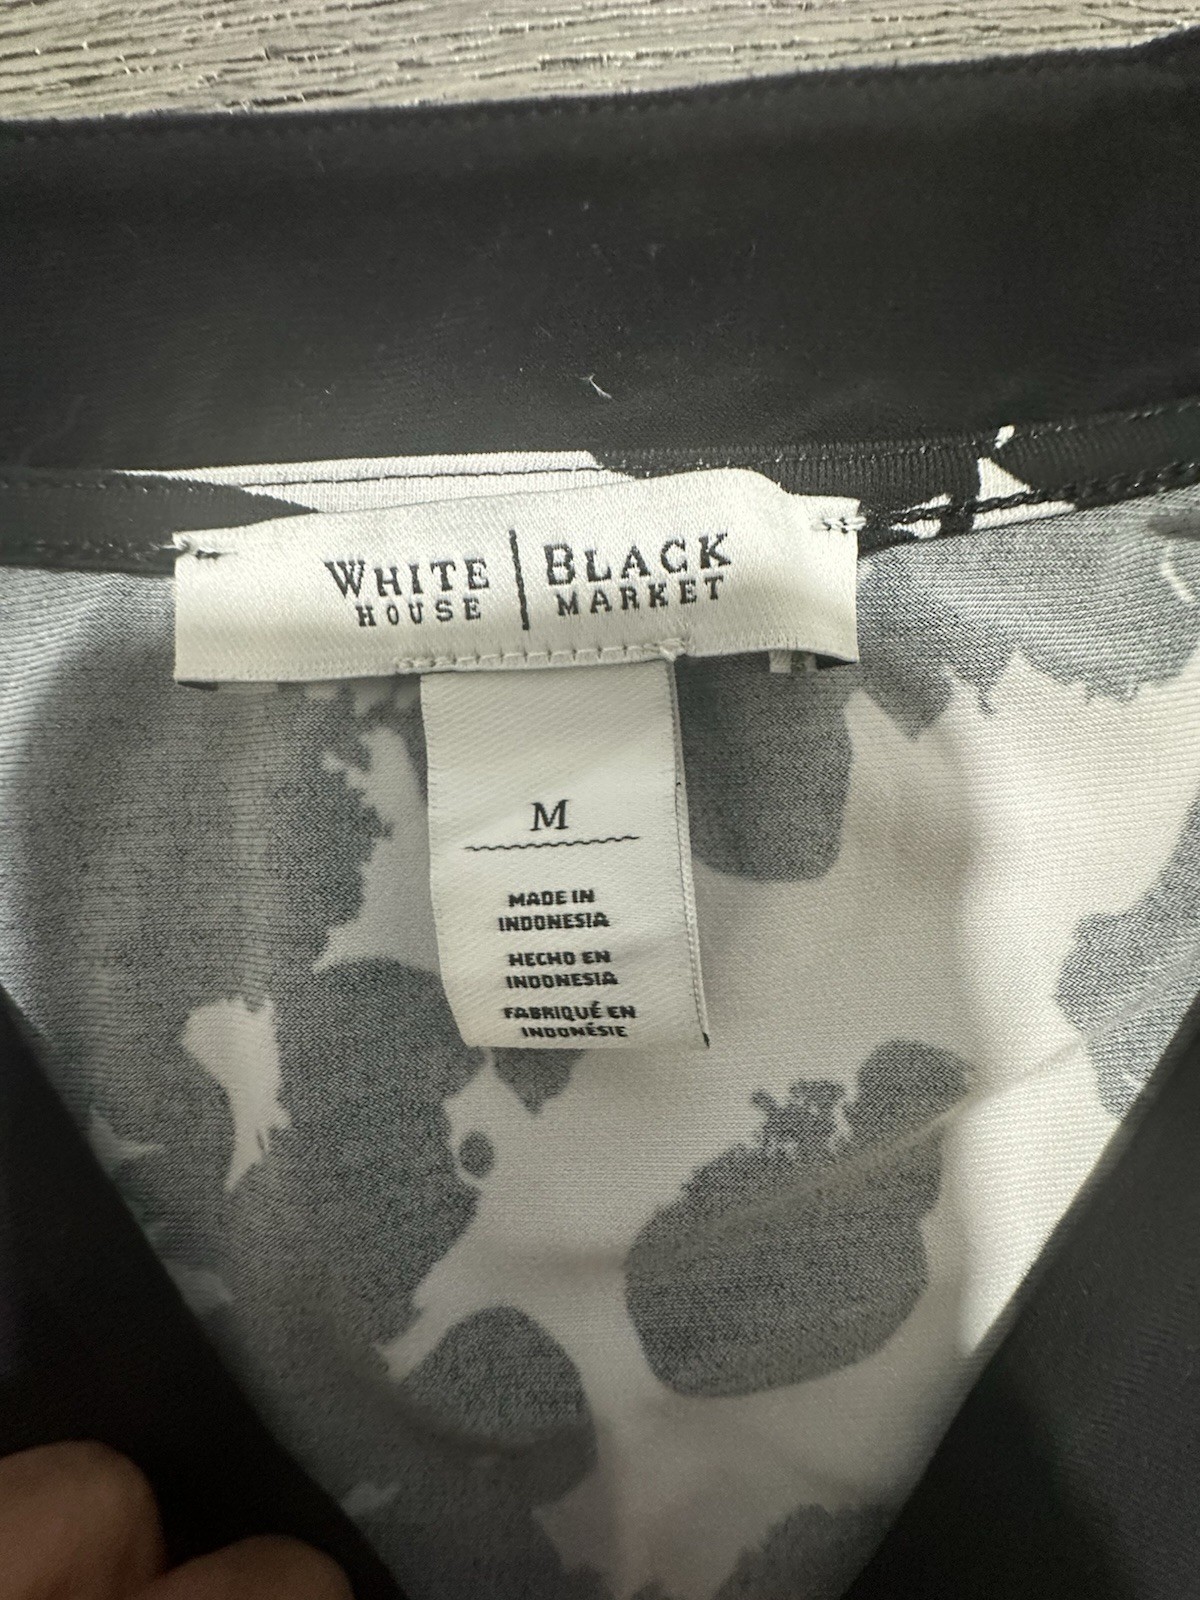 WHITE | BLACK
HOUSE | MARKET
M
MADE IN
INDONESIA
HECHO EN
INDONESIA
FABRIQUÉ EN
INDONÉSIE